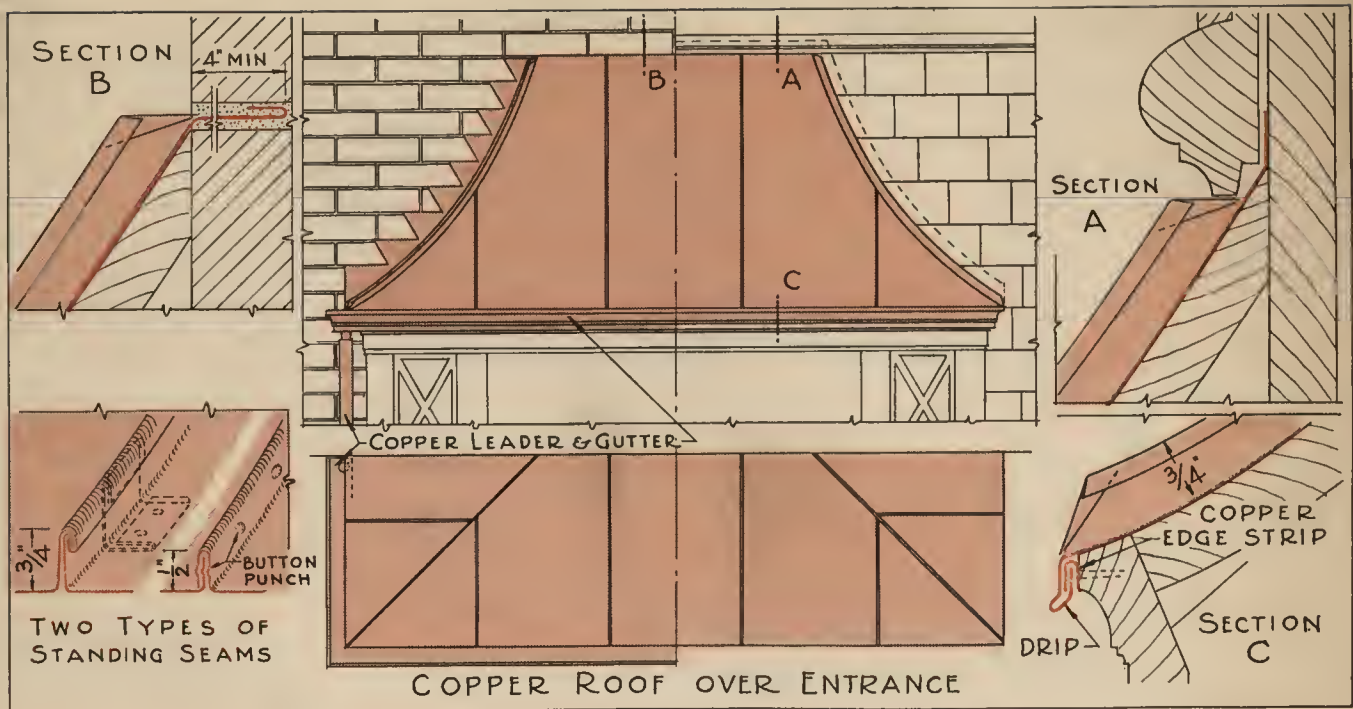 SECTION
B
4" MIN
B
A
C
SECTION
A
COPPER LEADER & GUTTER
3/4"
1/2"
BUTTON
PUNCH
TWO TYPES OF
STANDING SEAMS
3/4"
COPPER
EDGE STRIP
DRIP
SECTION
C
COPPER ROOF OVER ENTRANCE